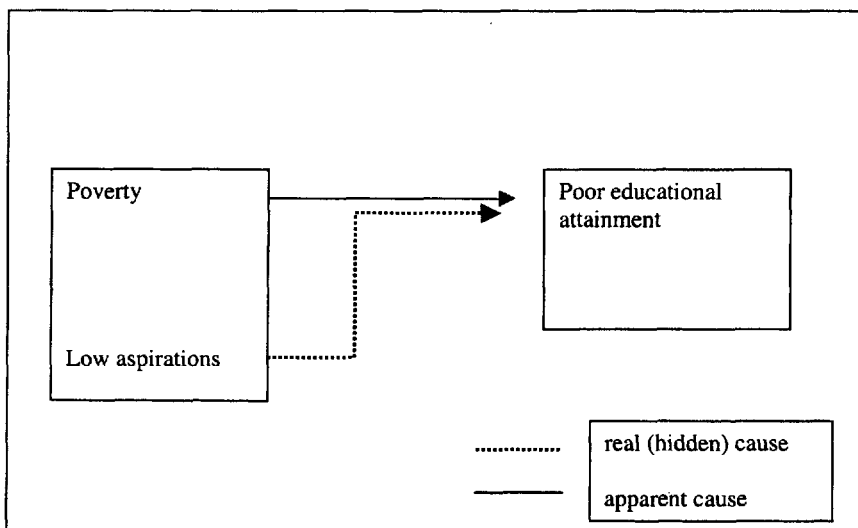 Poverty
Poor educational
attainment
Low aspirations
real (hidden) cause
apparent cause